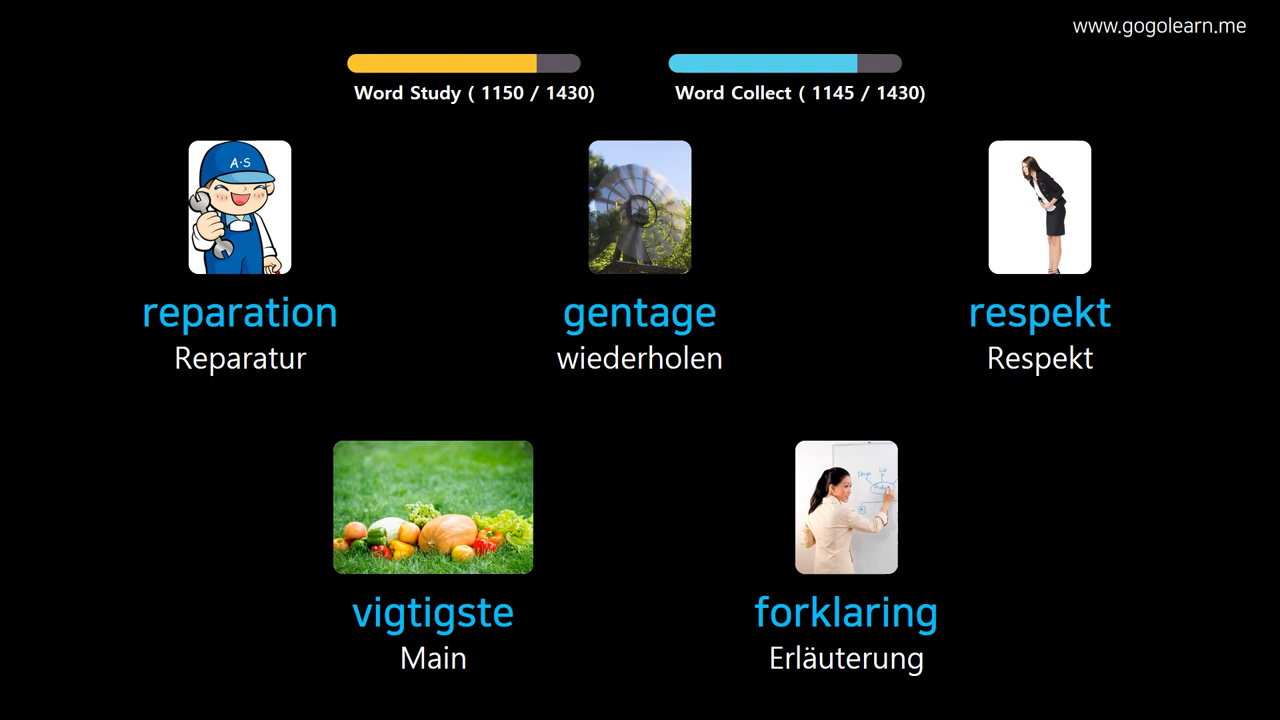 www.gogolearn.me
Word Study ( 1150 / 1430)
Word Collect ( 1145 / 1430)
A·S
reparation
gentage
respekt
Reparatur
wiederholen
Respekt
vigtigste
forklaring
Main
Erläuterung